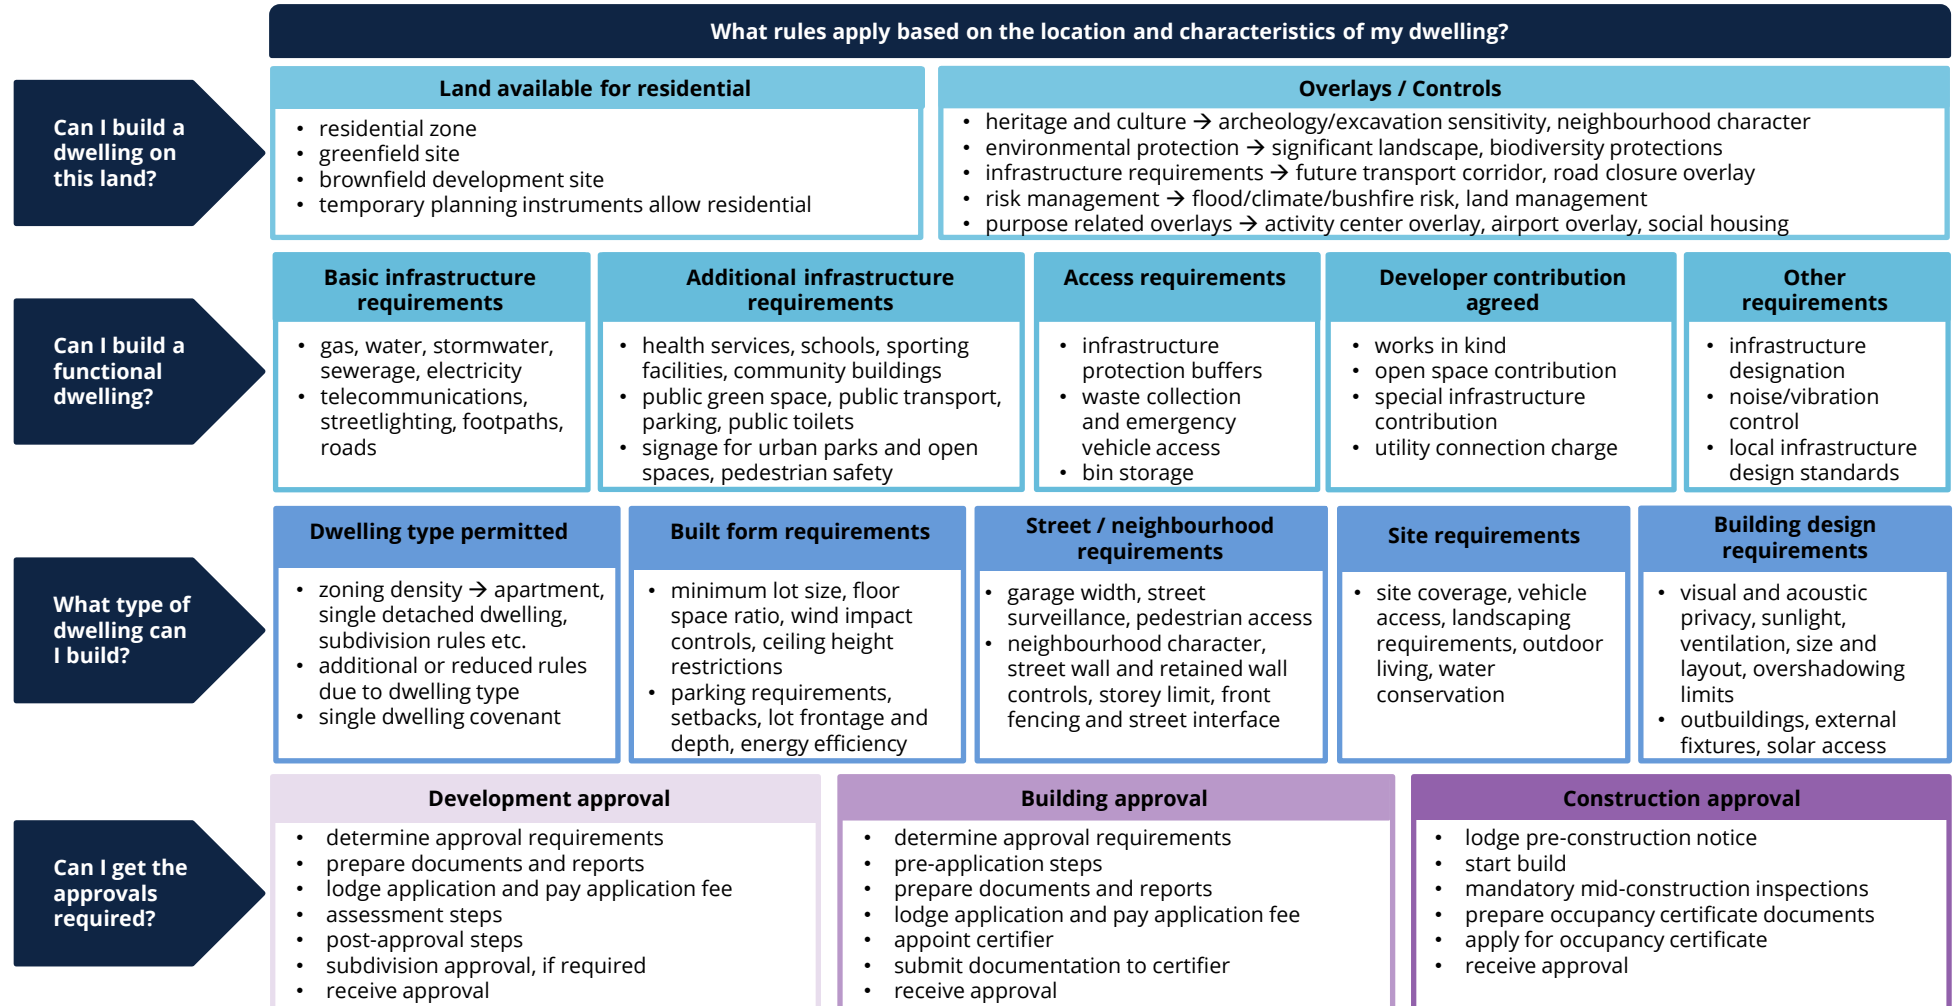 What rules apply based on the location and characteristics of my dwelling?
Can I build a
dwelling on
this land?
Land available for residential
• residential zone
• greenfield site
• brownfield development site
• temporary planning instruments allow residential
Overlays / Controls
• heritage and culture → archeology/excavation sensitivity, neighbourhood character
• environmental protection → significant landscape, biodiversity protections
• infrastructure requirements → future transport corridor, road closure overlay
• risk management → flood/climate/bushfire risk, land management
• purpose related overlays → activity center overlay, airport overlay, social housing
Can I build a
functional
dwelling?
Basic infrastructure
requirements
• gas, water, stormwater,
sewerage, electricity
• telecommunications,
streetlighting, footpaths,
roads
Additional infrastructure
requirements
• health services, schools, sporting
facilities, community buildings
• public green space, public transport,
parking, public toilets
• signage for urban parks and open
spaces, pedestrian safety
Access requirements
• infrastructure
protection buffers
• waste collection
and emergency
vehicle access
• bin storage
Developer contribution
agreed
• works in kind
• open space contribution
• special infrastructure
contribution
• utility connection charge
Other
requirements
• infrastructure
designation
• noise/vibration
control
• local infrastructure
design standards
What type of
dwelling can
I build?
Dwelling type permitted
• zoning density → apartment,
single detached dwelling,
subdivision rules etc.
• additional or reduced rules
due to dwelling type
• single dwelling covenant
Built form requirements
• minimum lot size, floor
space ratio, wind impact
controls, ceiling height
restrictions
• parking requirements,
setbacks, lot frontage and
depth, energy efficiency
Street / neighbourhood
requirements
• garage width, street
surveillance, pedestrian access
• neighbourhood character,
street wall and retained wall
controls, storey limit, front
fencing and street interface
Site requirements
• site coverage, vehicle
access, landscaping
requirements, outdoor
living, water
conservation
Building design
requirements
• visual and acoustic
privacy, sunlight,
ventilation, size and
layout, overshadowing
limits
• outbuildings, external
fixtures, solar access
Can I get the
approvals
required?
Development approval
• determine approval requirements
• prepare documents and reports
• lodge application and pay application fee
• assessment steps
• post-approval steps
• subdivision approval, if required
• receive approval
Building approval
• determine approval requirements
• pre-application steps
• prepare documents and reports
• lodge application and pay application fee
• appoint certifier
• submit documentation to certifier
• receive approval
Construction approval
• lodge pre-construction notice
• start build
• mandatory mid-construction inspections
• prepare occupancy certificate documents
• apply for occupancy certificate
• receive approval